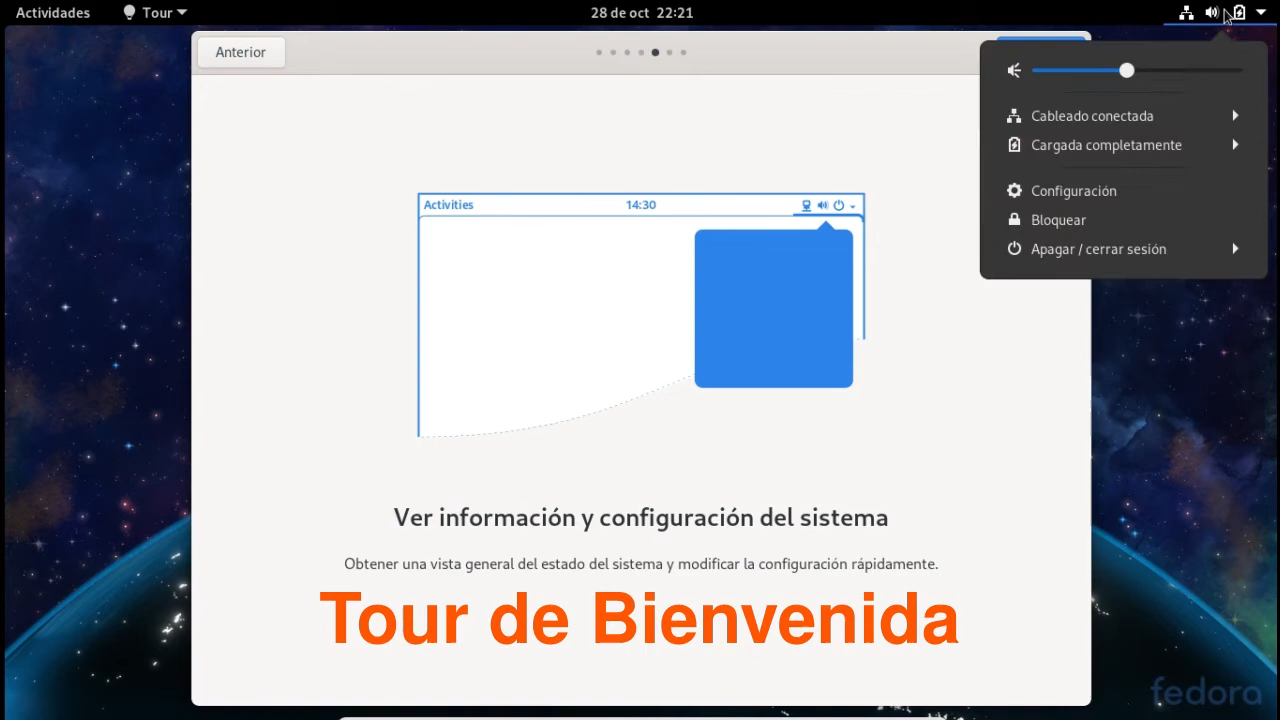 Actividades
Tour
28 de oct 22:21
Anterior
Cableado conectada
Cargada completamente
Configuración
Bloquear
Apagar / cerrar sesión
Activities
14:30
Ver información y configuración del sistema
Obtener una vista general del estado del sistema y modificar la configuración rápidamente.
Tour de Bienvenida
fedora